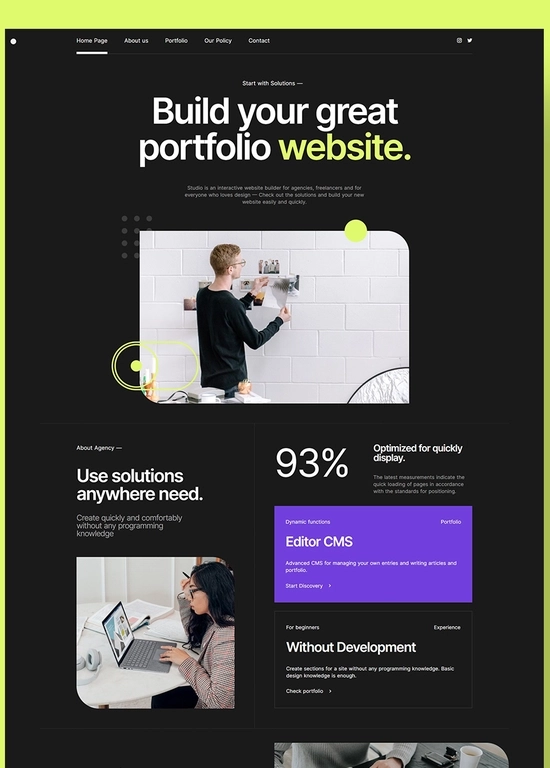 Home Page About us Portfolio Our Policy Contact
Start with Solutions —
Build your great
portfolio website.
Studio is an interactive website builder for agencies, freelancers and for
everyone who loves design — Check out the solutions and build your new
website easily and quickly.
About Agency —
Use solutions
anywhere need.
Create quickly and comfortably
without any programming
knowledge
93%
Optimized for quickly
display.
The latest measurements indicate the
quick loading of pages in accordance
with the standards for positioning.
Dynamic functions Portfolio
Editor CMS
Advanced CMS for managing your own entries and writing articles and
portfolio.
Start Discovery ›
For beginners Experience
Without Development
Create sections for a site without any programming knowledge. Basic
design knowledge is enough.
Check portfolio ›